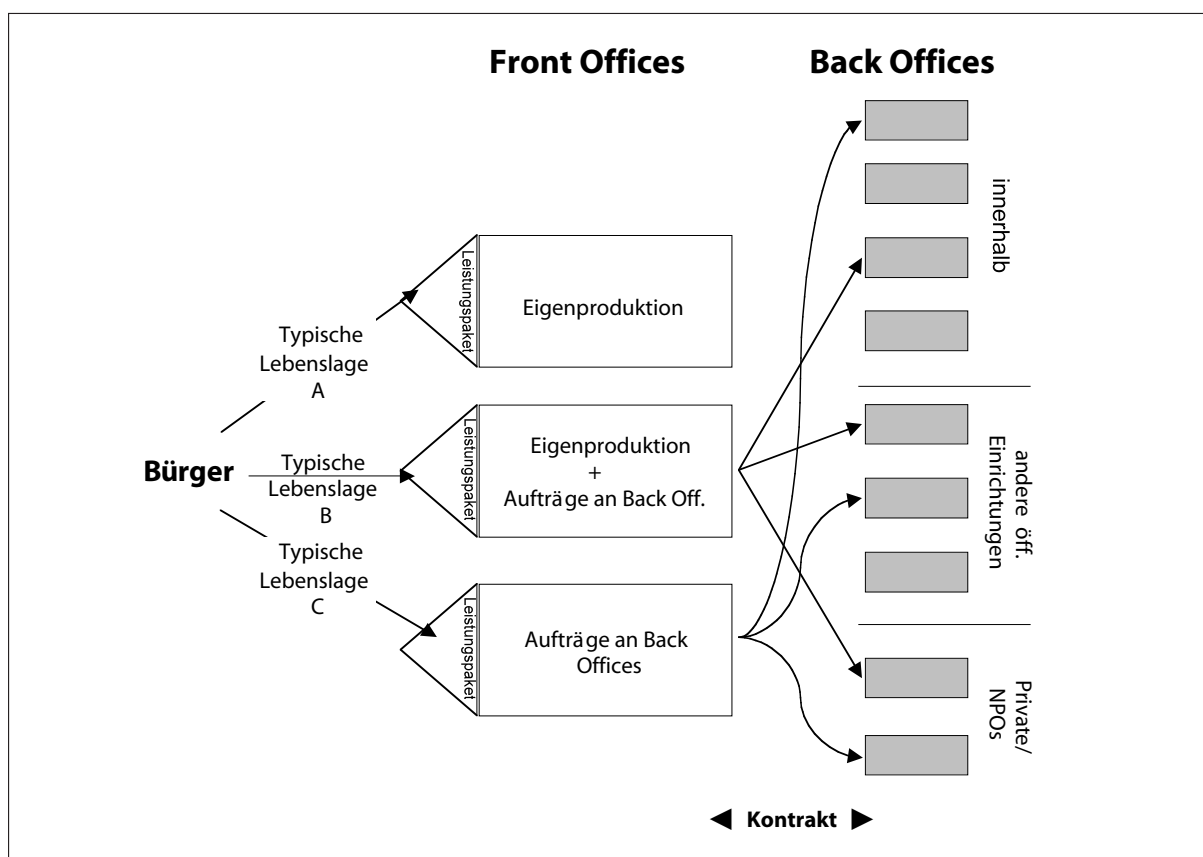 Front Offices
Back Offices
innerhalb
Leistungspaket
Eigenproduktion
Typische
Lebenslage
A
Bürger
Typische
Lebenslage
B
Leistungspaket
Eigenproduktion
+
Aufträge an Back Off.
andere öff.
Einrichtungen
Typische
Lebenslage
C
Leistungspaket
Aufträge an Back
Offices
Private/
NPOs
Kontrakt